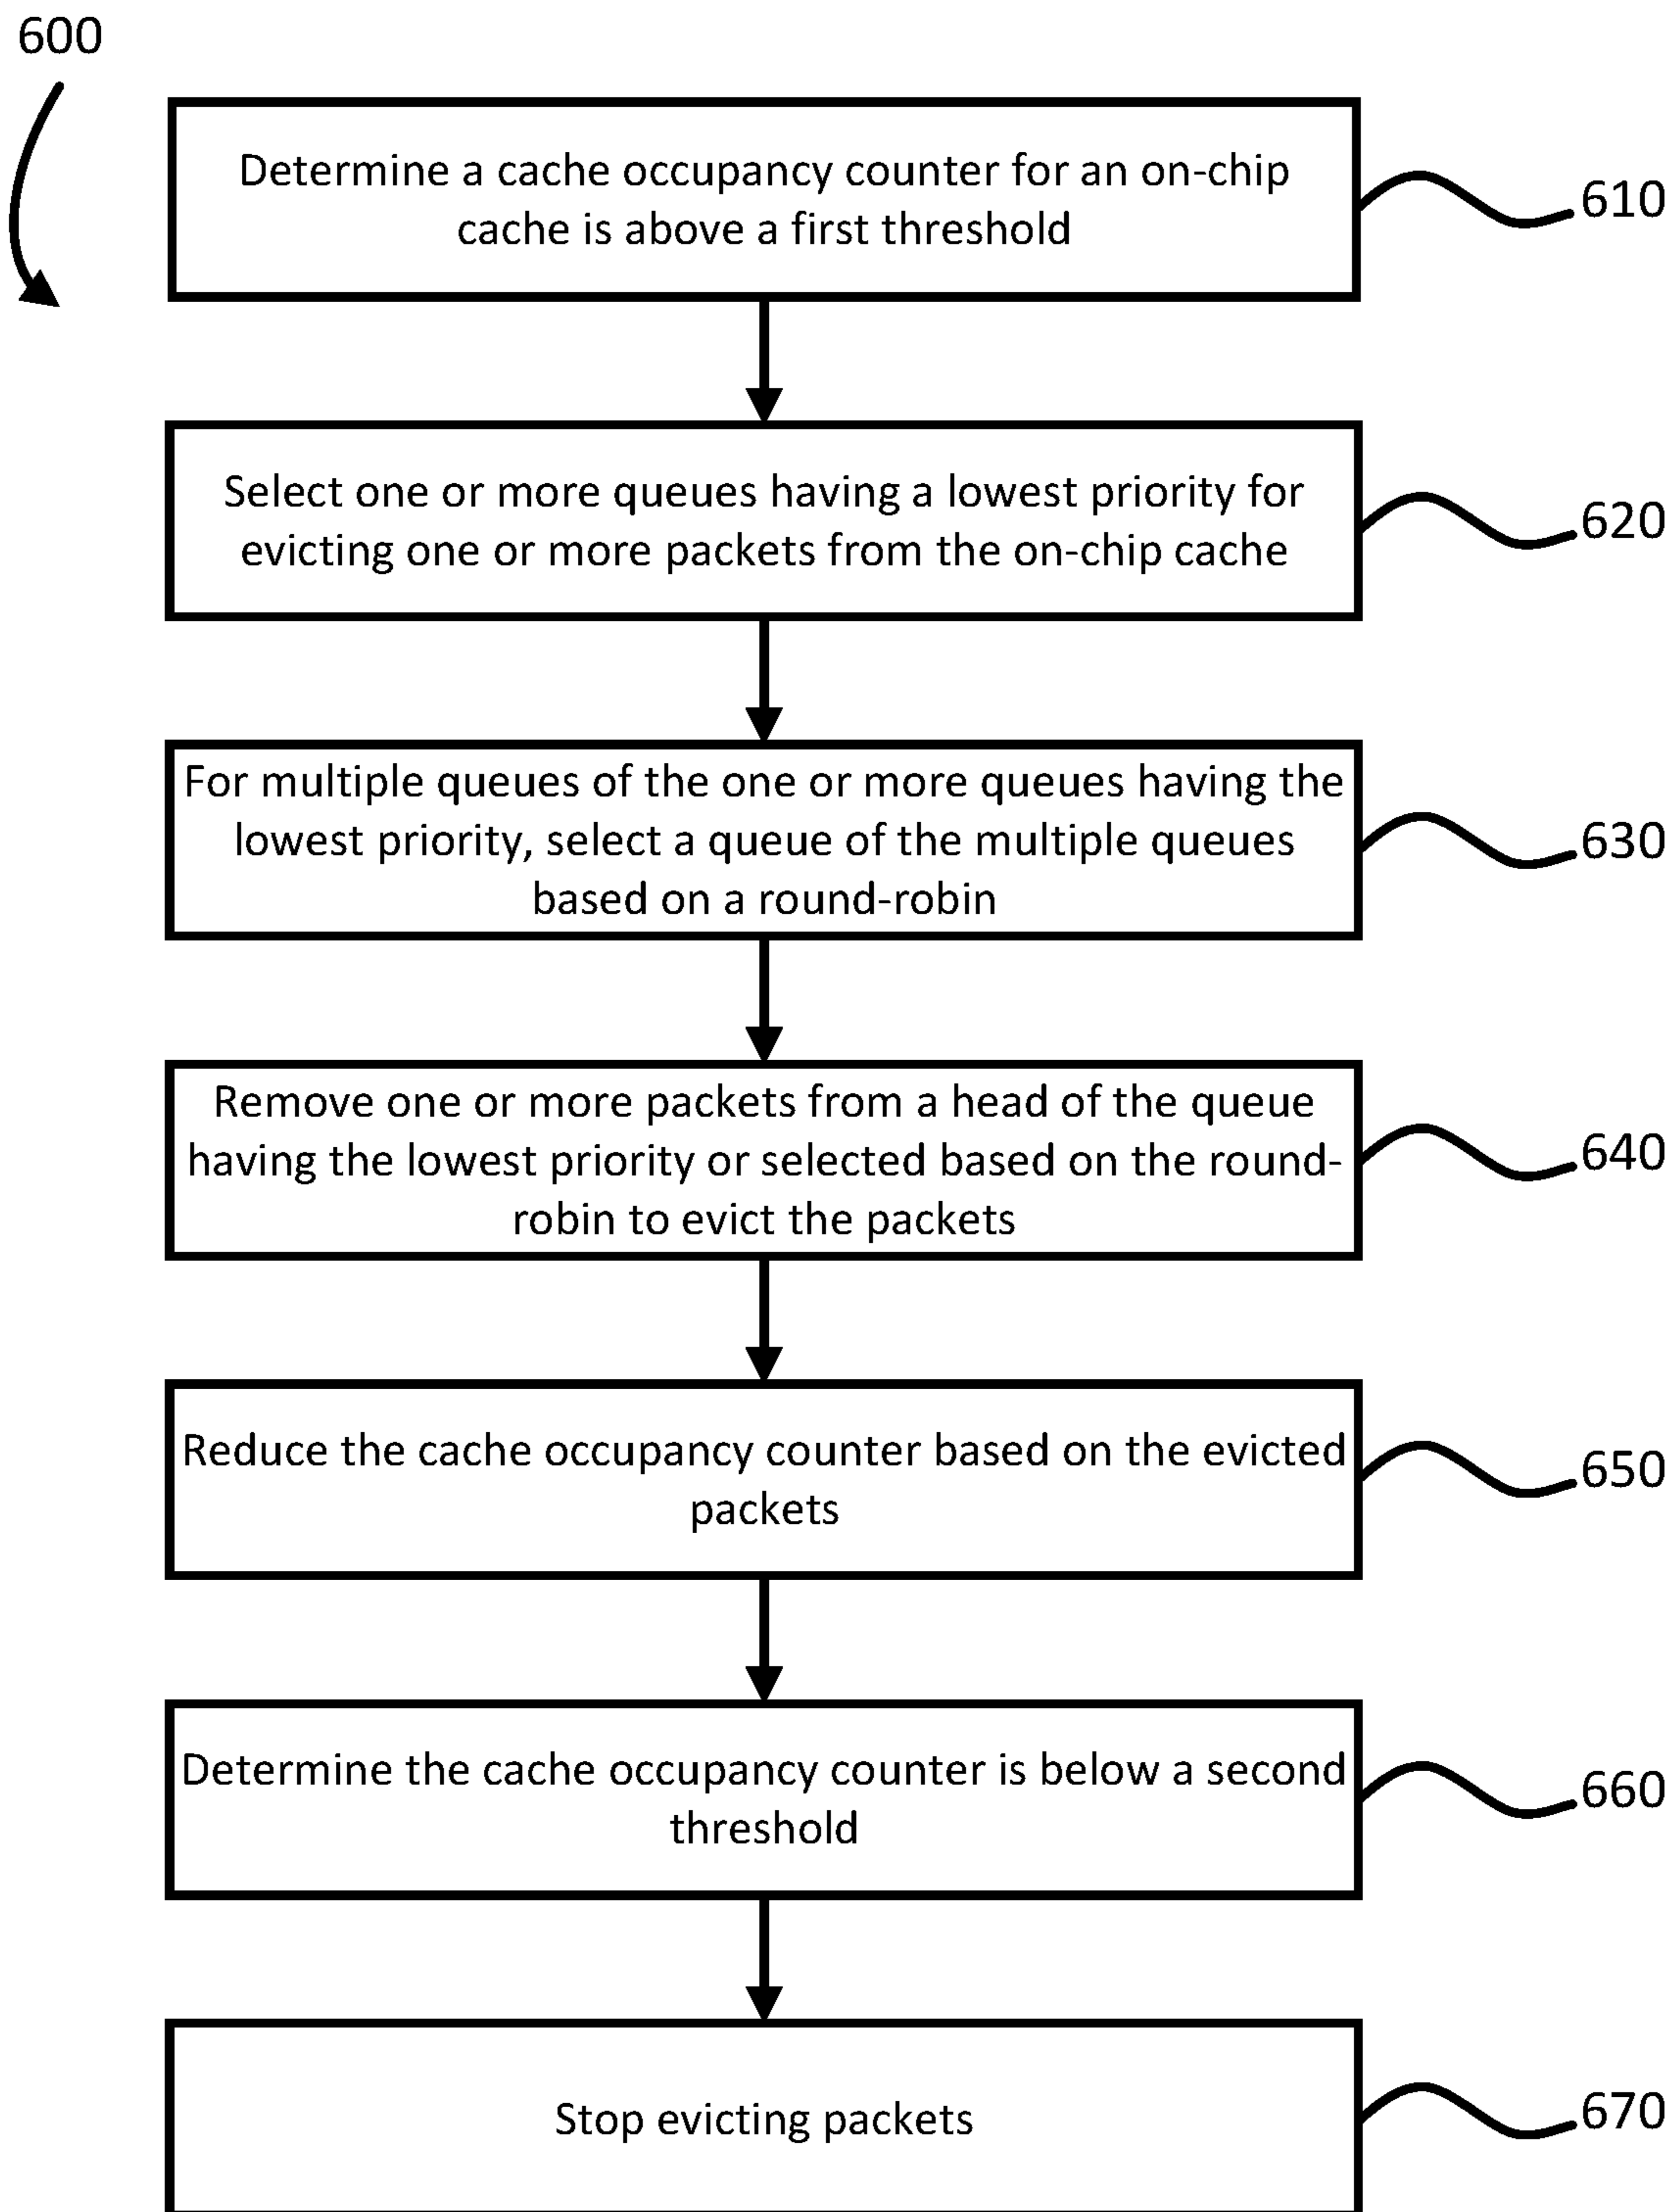 600
Determine a cache occupancy counter for an on-chip
cache is above a first threshold
610
Select one or more queues having a lowest priority for
evicting one or more packets from the on-chip cache
620
For multiple queues of the one or more queues having the
lowest priority, select a queue of the multiple queues
based on a round-robin
630
Remove one or more packets from a head of the queue
having the lowest priority or selected based on the round-
robin to evict the packets
640
Reduce the cache occupancy counter based on the evicted
packets
650
Determine the cache occupancy counter is below a second
threshold
660
Stop evicting packets
670